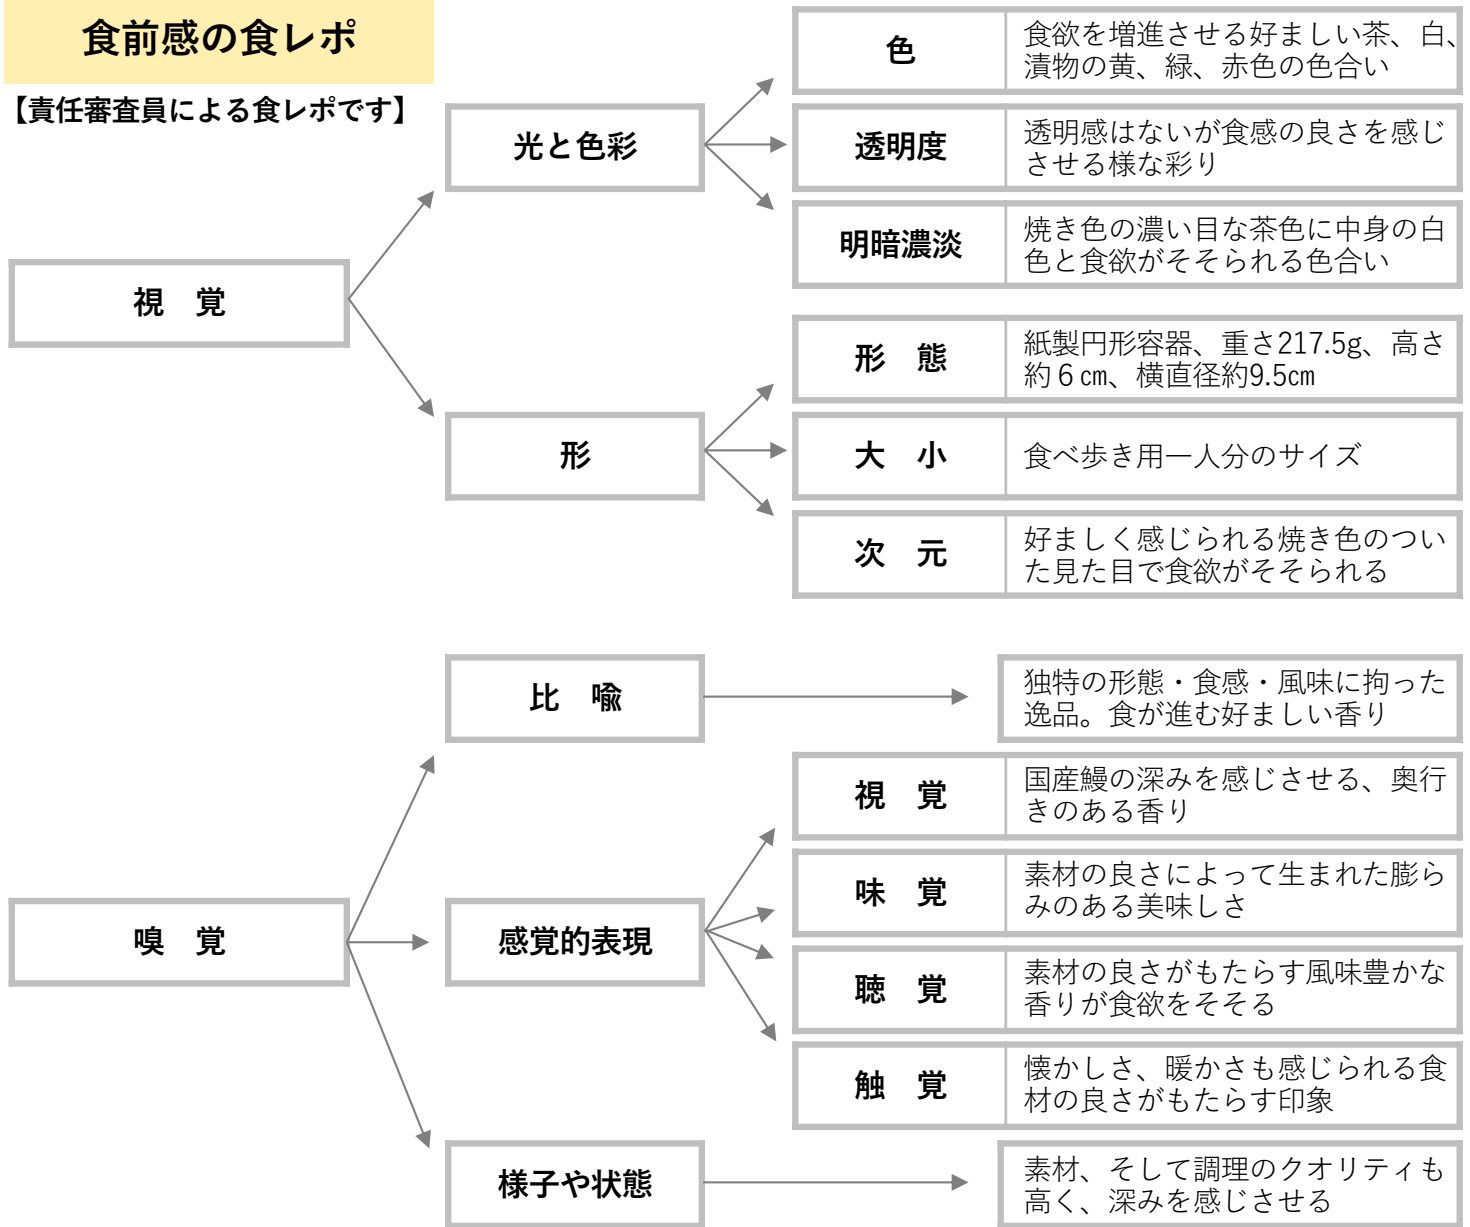 食前感の食レポ
【責任審査員による食レポです】
視　覚
光と色彩
色
食欲を増進させる好ましい茶、白、
漬物の黄、緑、赤色の色合い
透明度
透明感はないが食感の良さを感じ
させる様な彩り
明暗濃淡
焼き色の濃い目な茶色に中身の白
色と食欲がそそられる色合い
形
形　態
紙製円形容器、重さ217.5g、高さ
約６㎝、横直径約9.5㎝
大　小
食べ歩き用一人分のサイズ
次　元
好ましく感じられる焼き色のつい
た見た目で食欲がそそられる
嗅　覚
比　喩
独特の形態・食感・風味に拘った
逸品。食が進む好ましい香り
感覚的表現
視　覚
国産鰻の深みを感じさせる、奥行
きのある香り
味　覚
素材の良さによって生まれた膨ら
みのある美味しさ
聴　覚
素材の良さがもたらす風味豊かな
香りが食欲をそそる
触　覚
懐かしさ、暖かさも感じられる食
材の良さがもたらす印象
様子や状態
素材、そして調理のクオリティも
高く、深みを感じさせる